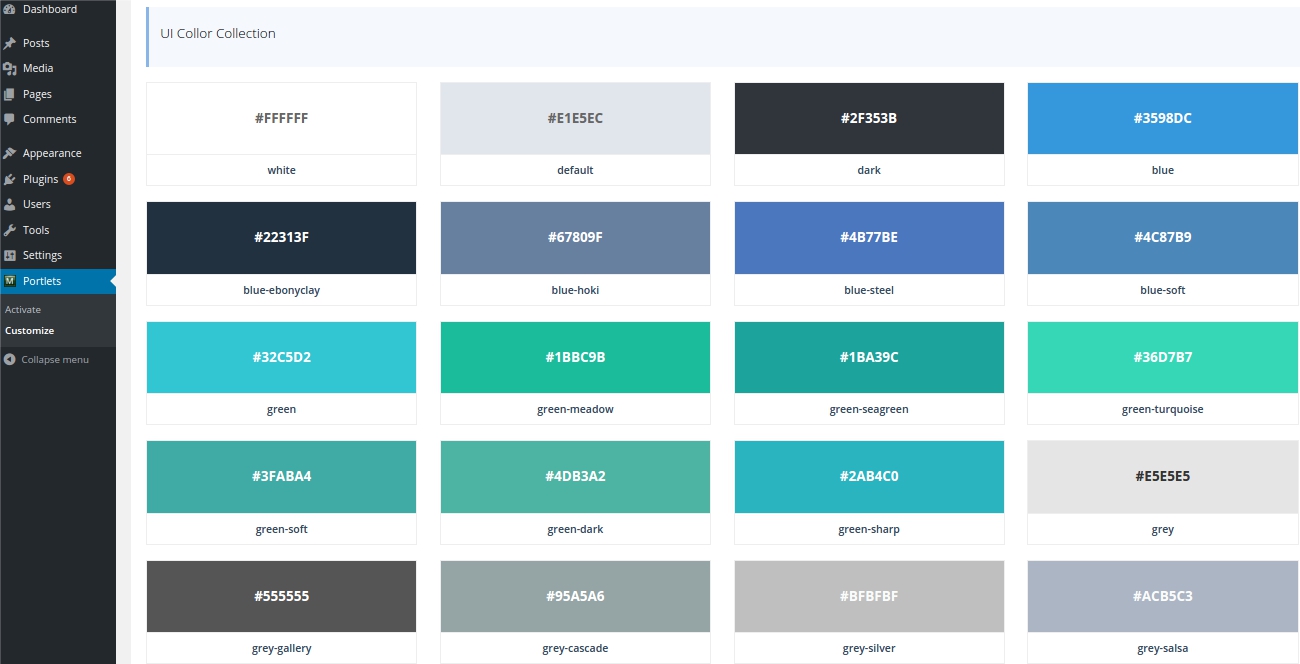 Dashboard
Posts
Media
Pages
Comments
Appearance
Plugins 6
Users
Tools
Settings
M Portlets
Activate
Customize
Collapse menu
UI Collor Collection
#FFFFFF #E1E5EC #2F353B #3598DC
white default dark blue
#22313F #67809F #4B77BE #4C87B9
blue-ebonyclay blue-hoki blue-steel blue-soft
#32C5D2 #1BBC9B #1BA39C #36D7B7
green green-meadow green-seagreen green-turquoise
#3FABA4 #4DB3A2 #2AB4C0 #E5E5E5
green-soft green-dark green-sharp grey
#555555 #95A5A6 #BFBFBF #ACB5C3
grey-gallery grey-cascade grey-silver grey-salsa